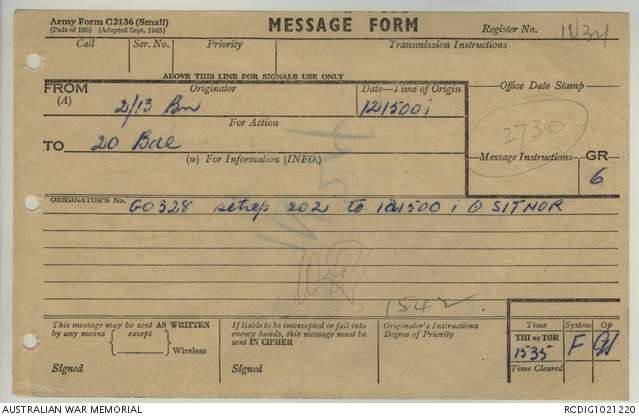 Army Form C2136 (Small)
(Pads of 100) (Adapted Sept. 1943)
MESSAGE FORM
Register No.
Call Ser. No. Priority Transmission Instructions
ABOVE THIS LINE FOR SIGNALS USE ONLY
FROM
(A)
Originator
Date—Time of Origin
Office Date Stamp
2/13 Bn
121500 i
For Action
2730
TO
20 Bde
(w) For Information (INFO.)
Message Instructions
GR
6
ORIGINATOR'S No.
GO328 sitrep 202 to 121500 i ⊙ SITNOR
1542
This message may be sent AS WRITTEN
by any means except
Wireless
Signed
If liable to be intercepted or fall into
enemy hands, this message must be
sent IN CIPHER
Signed
Originator's Instructions
Degree of Priority
Time System Op
THI or TOR
1535 F
Time Cleared
AUSTRALIAN WAR MEMORIAL
RCDIG1021220